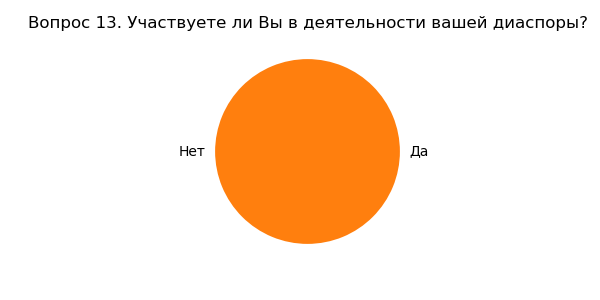 Вопрос 13. Участвуете ли Вы в деятельности вашей диаспоры?
Нет
Да